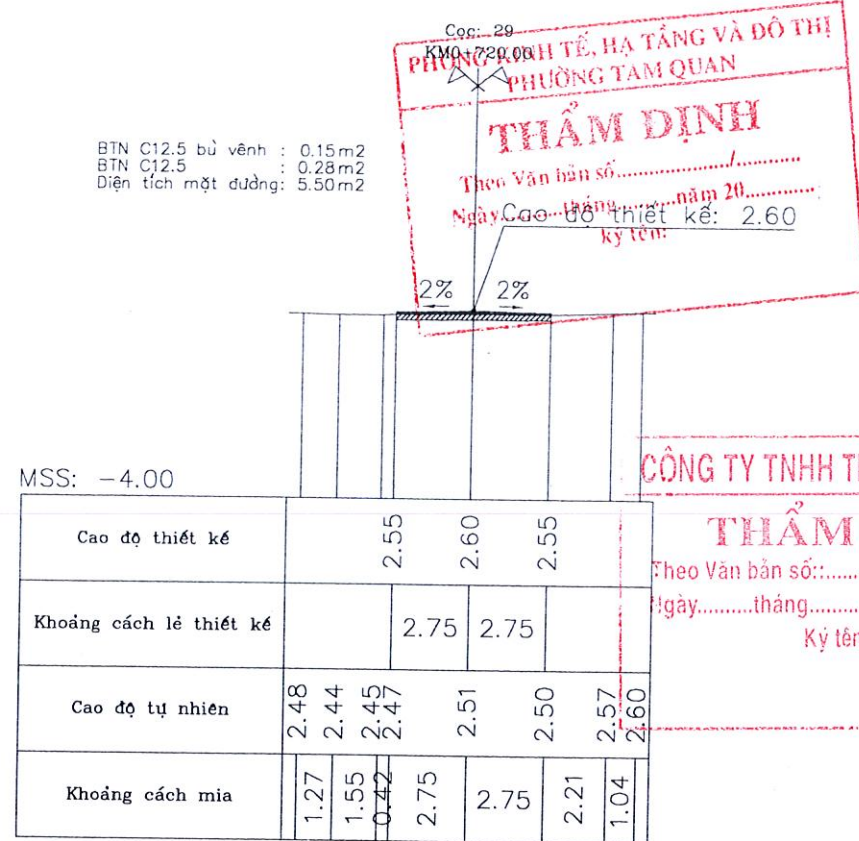 Cọc: 29
KM0+720.00
PHÒNG KINH TẾ, HẠ TẦNG VÀ ĐÔ THỊ
PHƯỜNG TAM QUAN
THẨM ĐỊNH
Theo Văn bản số..................../...........
Ngày...........tháng...........năm 20............
ký tên:
BTN C12.5 bù vênh : 0.15m2
BTN C12.5 : 0.28m2
Diện tích mặt đường: 5.50m2
Cao độ thiết kế: 2.60
2% 2%
MSS: -4.00
CÔNG TY TNHH
THẨM
Theo Văn bản số::......
Ngày..........tháng.........
Ký tên
Cao độ thiết kế 2.55 2.60 2.55
Khoảng cách lẻ thiết kế 2.75 2.75
Cao độ tự nhiên 2.48 2.44 2.45 2.47 2.51 2.50 2.57 2.60
Khoảng cách mia 1.27 1.55 0.42 2.75 2.75 2.21 1.04